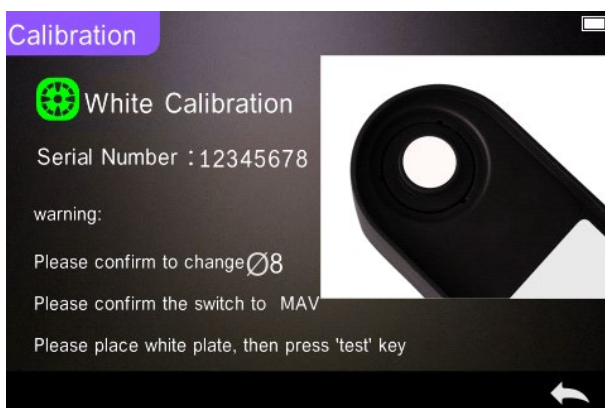 Calibration
White Calibration
Serial Number :12345678
warning:
Please confirm to change Ø8
Please confirm the switch to MAV
Please place white plate, then press 'test' key